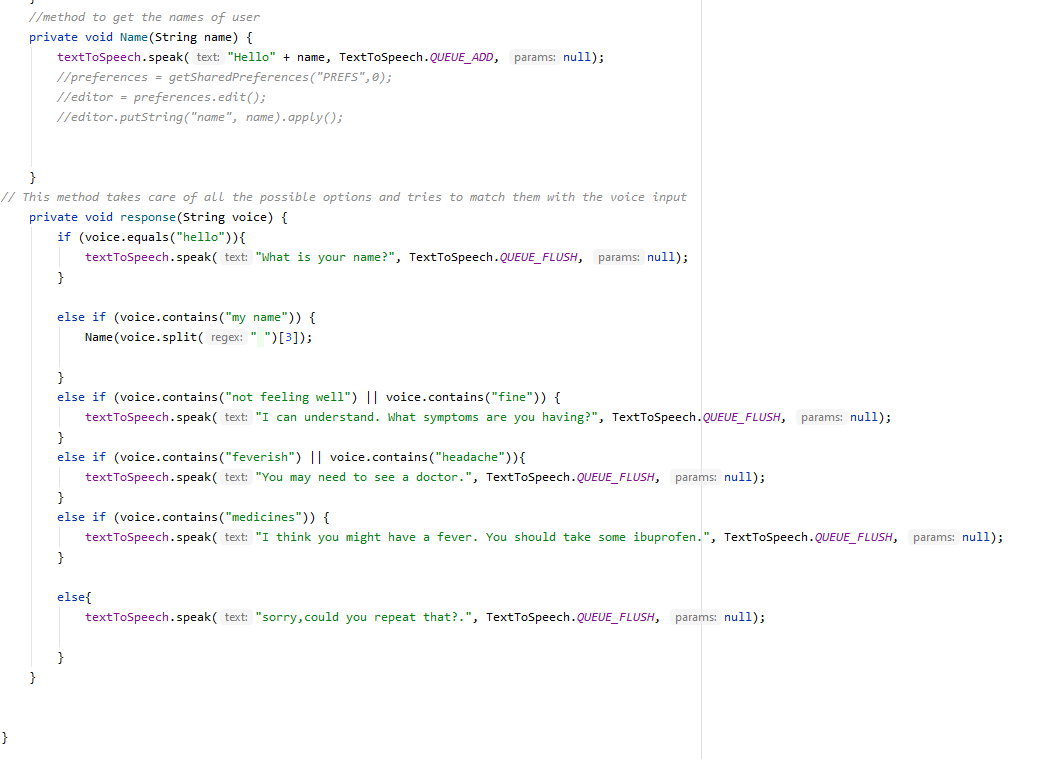 }
//method to get the names of user
private void Name(String name) {
textToSpeech.speak( text: "Hello" + name, TextToSpeech.QUEUE_ADD, params: null);
//preferences = getSharedPreferences("PREFS",0);
//editor = preferences.edit();
//editor.putString("name", name).apply();
}
// This method takes care of all the possible options and tries to match them with the voice input
private void response(String voice) {
if (voice.equals("hello")){
textToSpeech.speak( text: "What is your name?", TextToSpeech.QUEUE_FLUSH, params: null);
}
else if (voice.contains("my name")) {
Name(voice.split( regex: " ")[3]);
}
else if (voice.contains("not feeling well") || voice.contains("fine")) {
textToSpeech.speak( text: "I can understand. What symptoms are you having?", TextToSpeech.QUEUE_FLUSH, params: null);
}
else if (voice.contains("feverish") || voice.contains("headache")){
textToSpeech.speak( text: "You may need to see a doctor.", TextToSpeech.QUEUE_FLUSH, params: null);
}
else if (voice.contains("medicines")) {
textToSpeech.speak( text: "I think you might have a fever. You should take some ibuprofen.", TextToSpeech.QUEUE_FLUSH, params: null);
}
else{
textToSpeech.speak( text: "sorry,could you repeat that?.", TextToSpeech.QUEUE_FLUSH, params: null);
}
}
}